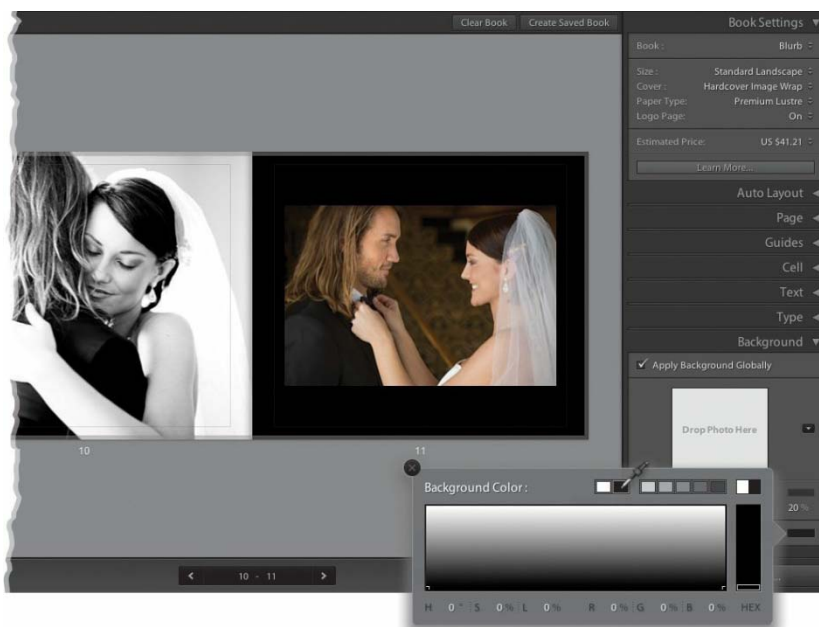 Clear Book Create Saved Book
Book Settings
Book : Blurb
Size : Standard Landscape
Cover : Hardcover Image Wrap
Paper Type: Premium Lustre
Logo Page: On
Estimated Price: US $41.21
Learn More...
Auto Layout
Page
Guides
Cell
Text
Type
Background
Apply Background Globally
Drop Photo Here
10
11
20 %
Background Color :
H 0 ° S 0 % L 0 % R 0 % G 0 % B 0 % HEX
10 - 11